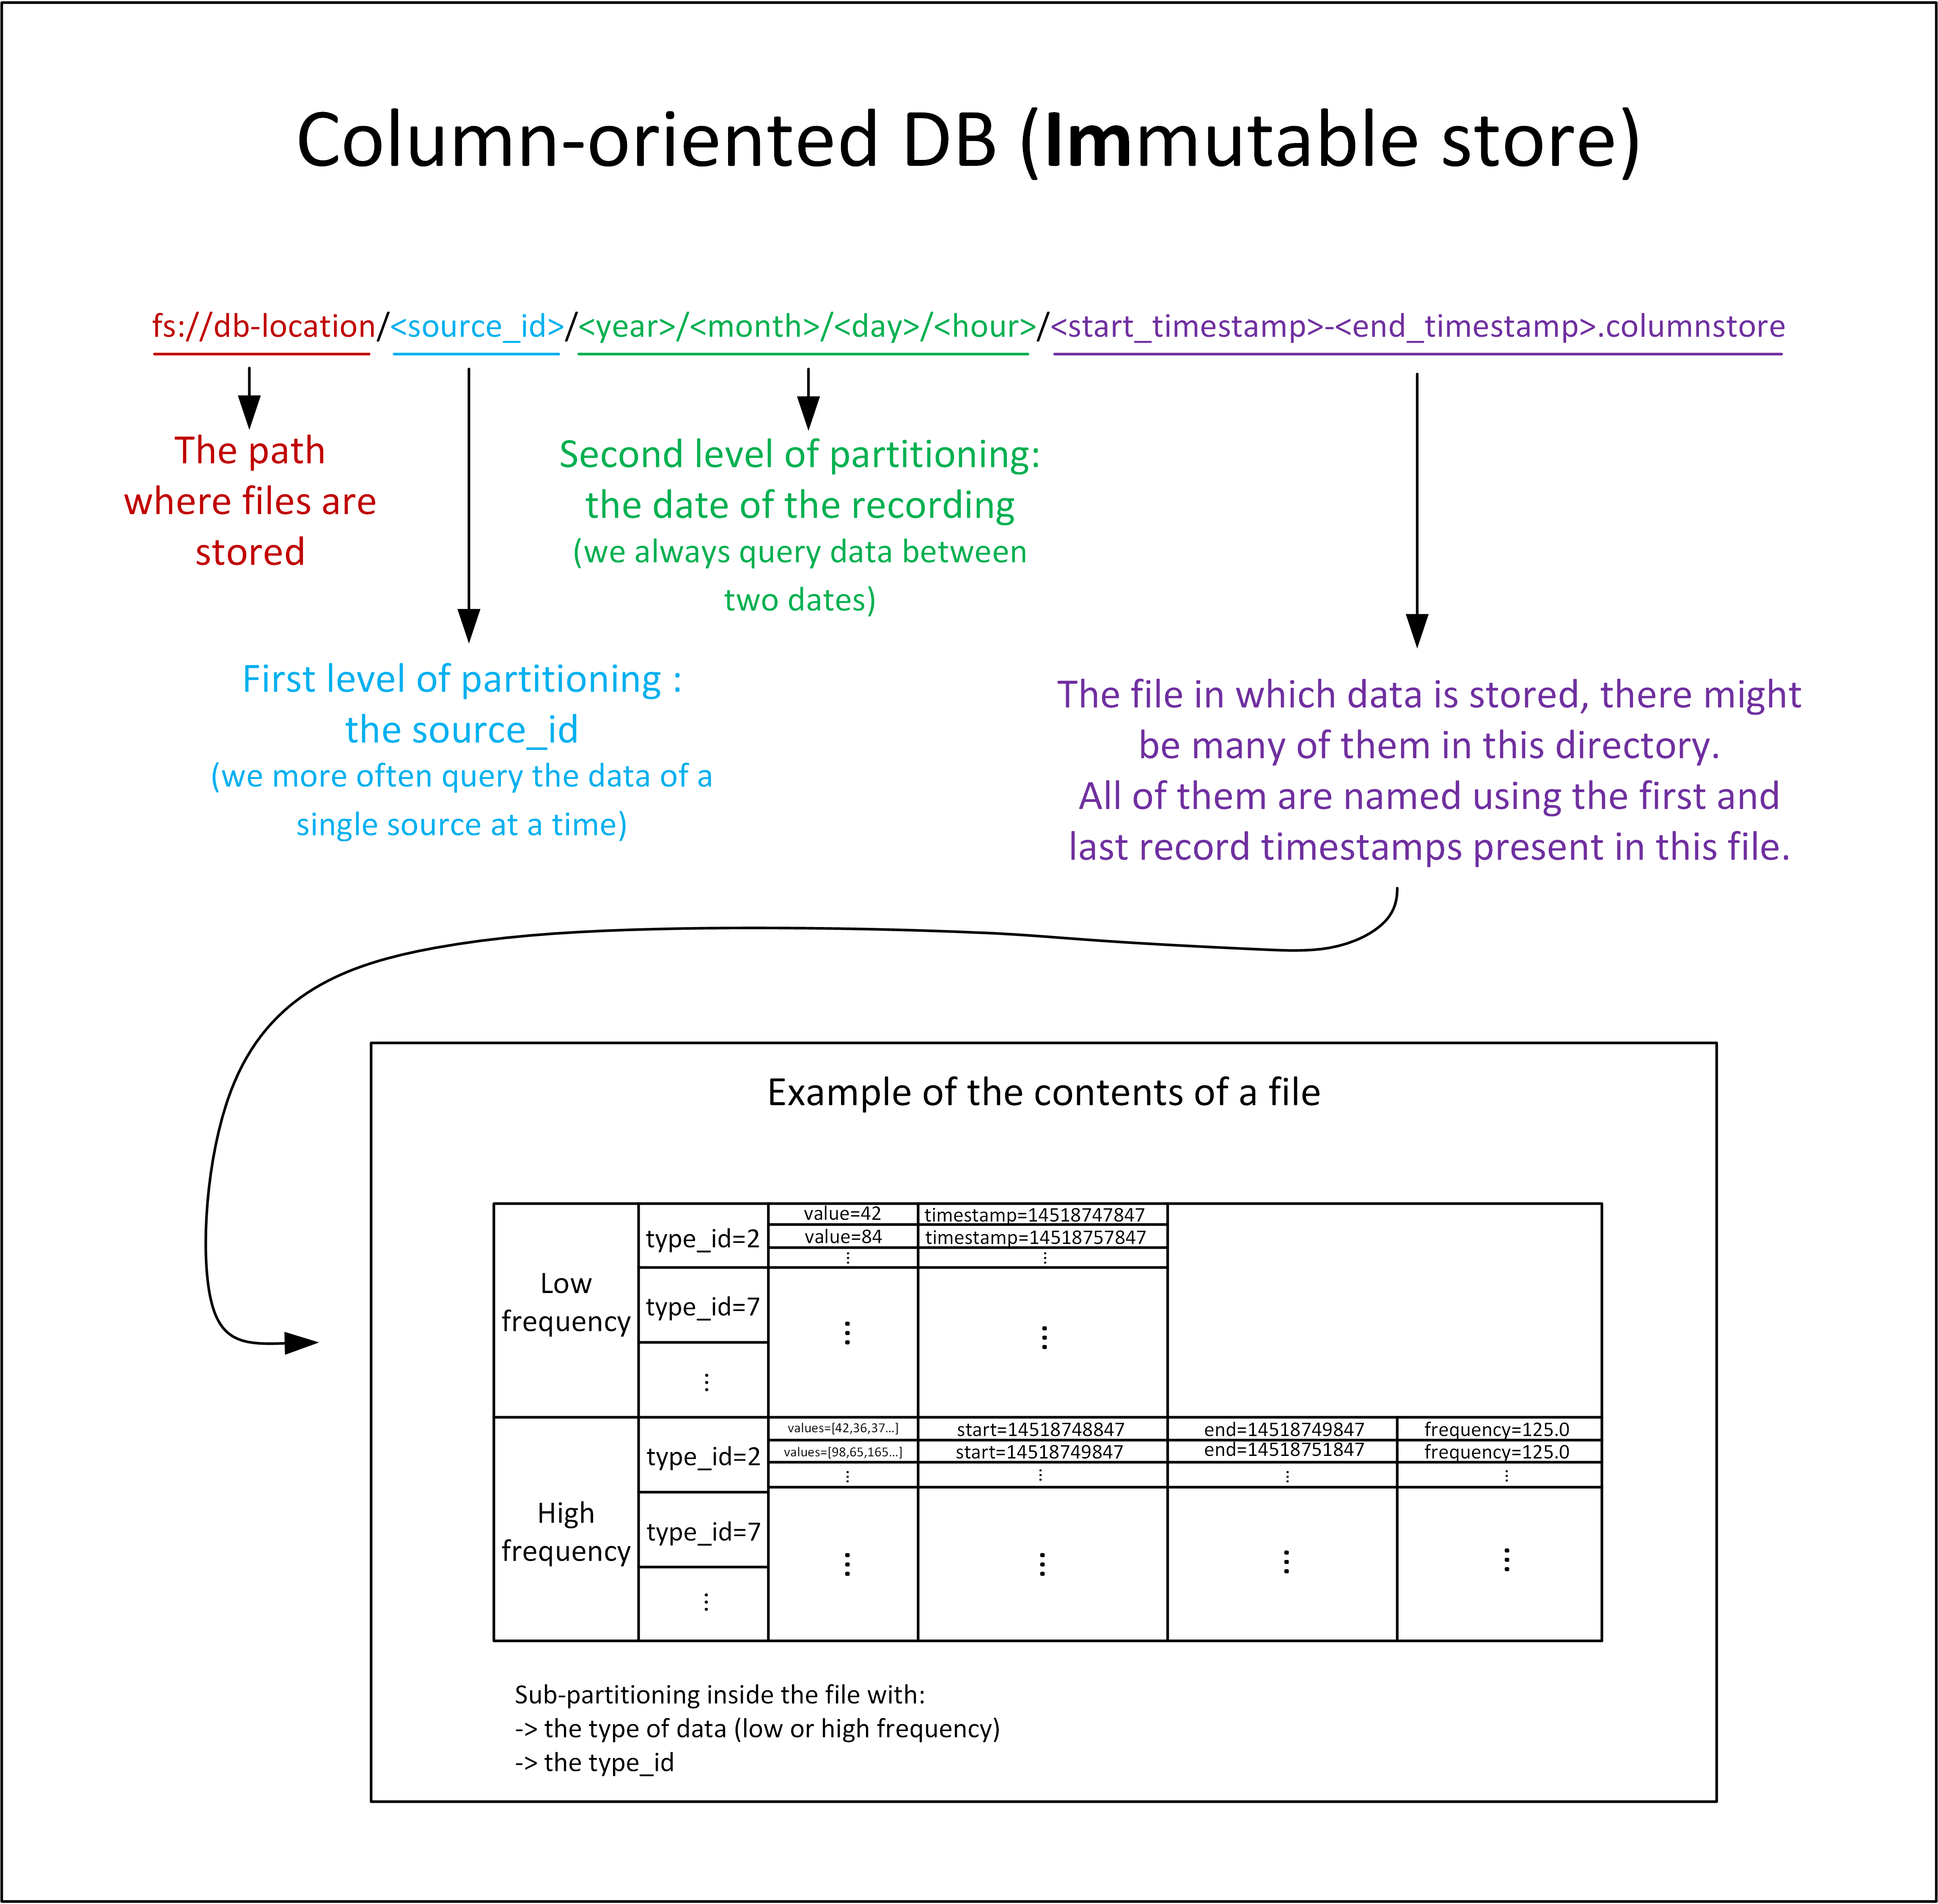 Column-oriented DB (Immutable store)
fs://db-location/<source_id>/<year>/<month>/<day>/<hour>/<start_timestamp>-<end_timestamp>.columnstore
The path
where files are
stored
Second level of partitioning:
the date of the recording
(we always query data between
two dates)
First level of partitioning :
the source_id
(we more often query the data of a
single source at a time)
The file in which data is stored, there might
be many of them in this directory.
All of them are named using the first and
last record timestamps present in this file.
Example of the contents of a file
Low
frequency
type_id=2
value=42 timestamp=14518747847
value=84 timestamp=14518757847
⋮ ⋮
type_id=7
⋮ ⋮
⋮
High
frequency
type_id=2
values=[42,36,37...] start=14518748847 end=14518749847 frequency=125.0
values=[98,65,165...] start=14518749847 end=14518751847 frequency=125.0
⋮ ⋮ ⋮ ⋮
type_id=7
⋮ ⋮ ⋮ ⋮
⋮
Sub-partitioning inside the file with:
-> the type of data (low or high frequency)
-> the type_id